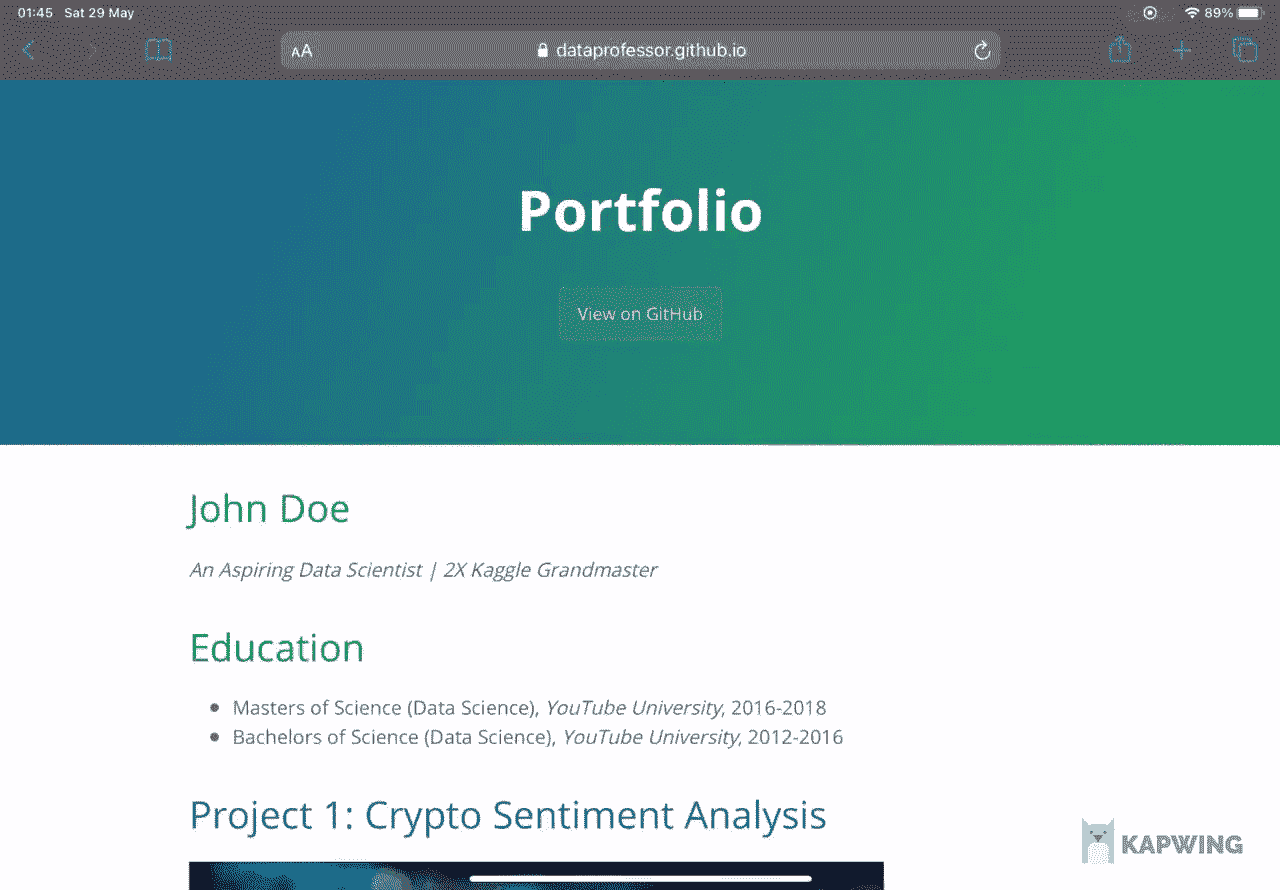 01:45 Sat 29 May 89%
AA dataprofessor.github.io
Portfolio
View on GitHub
John Doe
An Aspiring Data Scientist | 2X Kaggle Grandmaster
Education
Masters of Science (Data Science), YouTube University, 2016-2018
Bachelors of Science (Data Science), YouTube University, 2012-2016
Project 1: Crypto Sentiment Analysis
KAPWING